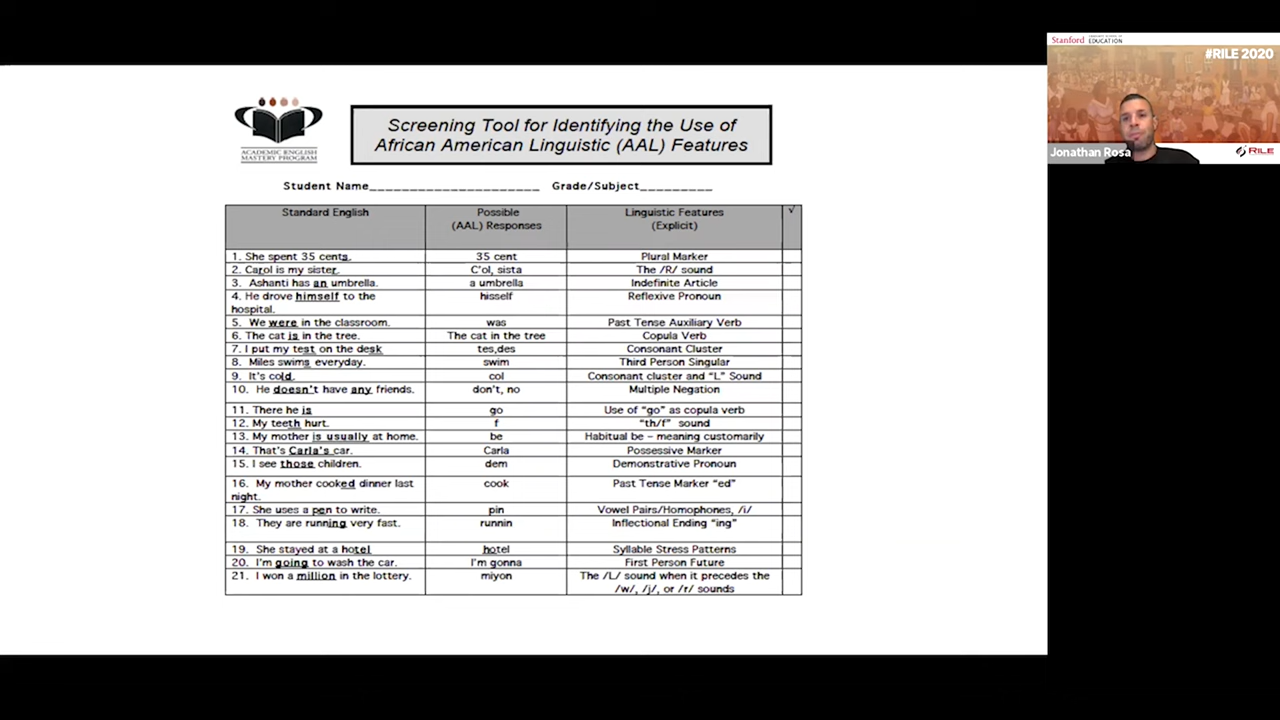 Stanford GRADUATE SCHOOL OF EDUCATION
#RILE 2020
Jonathan Rosa
RILE
ACADEMIC ENGLISH
MASTERY PROGRAM
Screening Tool for Identifying the Use of
African American Linguistic (AAL) Features
Student Name_____________________ Grade/Subject_________
Standard English Possible (AAL) Responses Linguistic Features (Explicit) √
1. She spent 35 cents. 35 cent Plural Marker
2. Carol is my sister. C'ol, sista The /R/ sound
3. Ashanti has an umbrella. a umbrella Indefinite Article
4. He drove himself to the hisself Reflexive Pronoun
hospital.
5. We were in the classroom. was Past Tense Auxiliary Verb
6. The cat is in the tree. The cat in the tree Copula Verb
7. I put my test on the desk tes,des Consonant Cluster
8. Miles swims everyday. swim Third Person Singular
9. It's cold. col Consonant cluster and "L" Sound
10. He doesn't have any friends. don't, no Multiple Negation
11. There he is go Use of "go" as copula verb
12. My teeth hurt. f "th/f" sound
13. My mother is usually at home. be Habitual be – meaning customarily
14. That's Carla's car. Carla Possessive Marker
15. I see those children. dem Demonstrative Pronoun
16. My mother cooked dinner last cook Past Tense Marker "ed"
night.
17. She uses a pen to write. pin Vowel Pairs/Homophones, /i/
18. They are running very fast. runnin Inflectional Ending "ing"
19. She stayed at a hotel hotel Syllable Stress Patterns
20. I'm going to wash the car. I'm gonna First Person Future
21. I won a million in the lottery. miyon The /L/ sound when it precedes the
/w/, /j/, or /r/ sounds